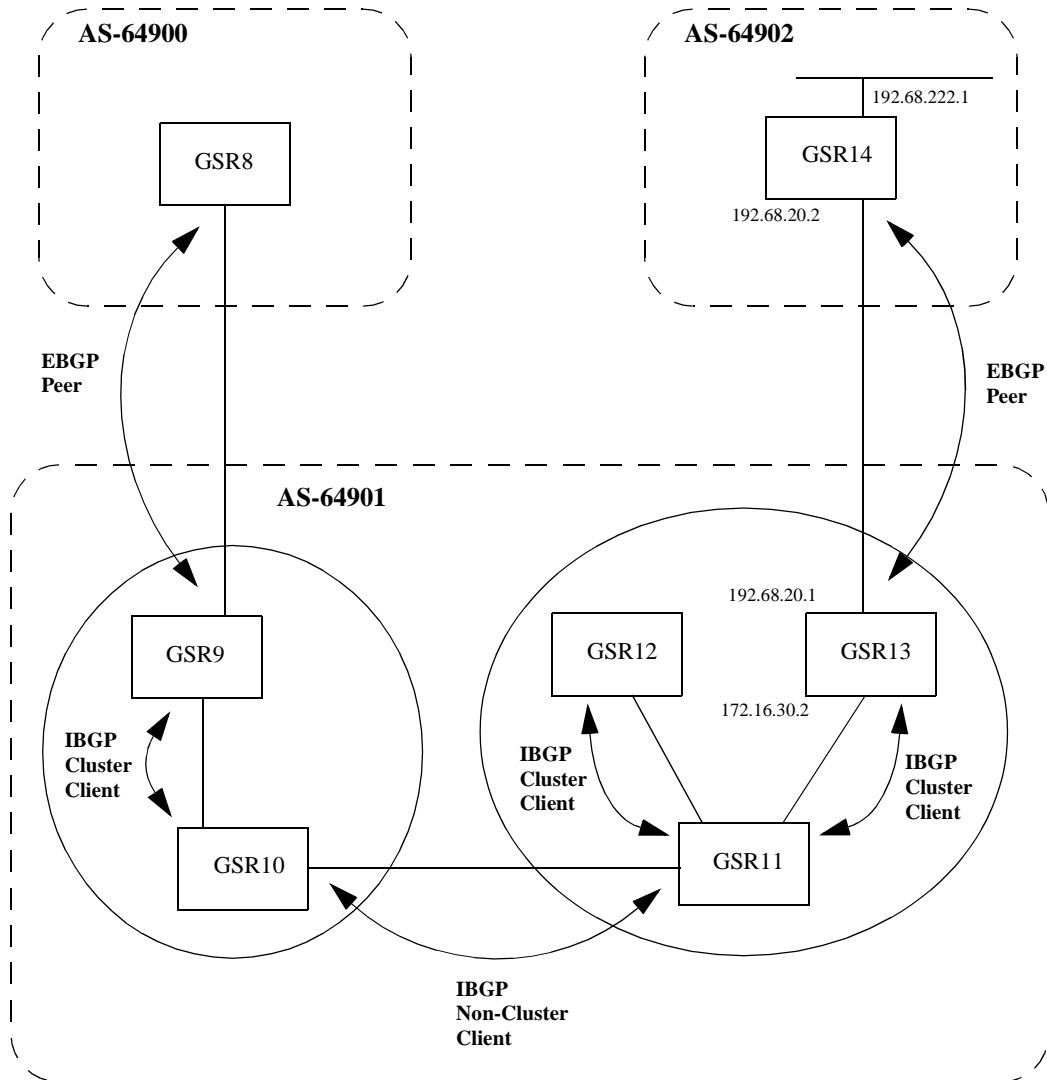 AS-64900
AS-64902
192.68.222.1
GSR8
GSR14
192.68.20.2
EBGP
Peer
EBGP
Peer
AS-64901
192.68.20.1
GSR9
GSR12
GSR13
172.16.30.2
IBGP
Cluster
Client
IBGP
Cluster
Client
IBGP
Cluster
Client
GSR10
GSR11
IBGP
Non-Cluster
Client